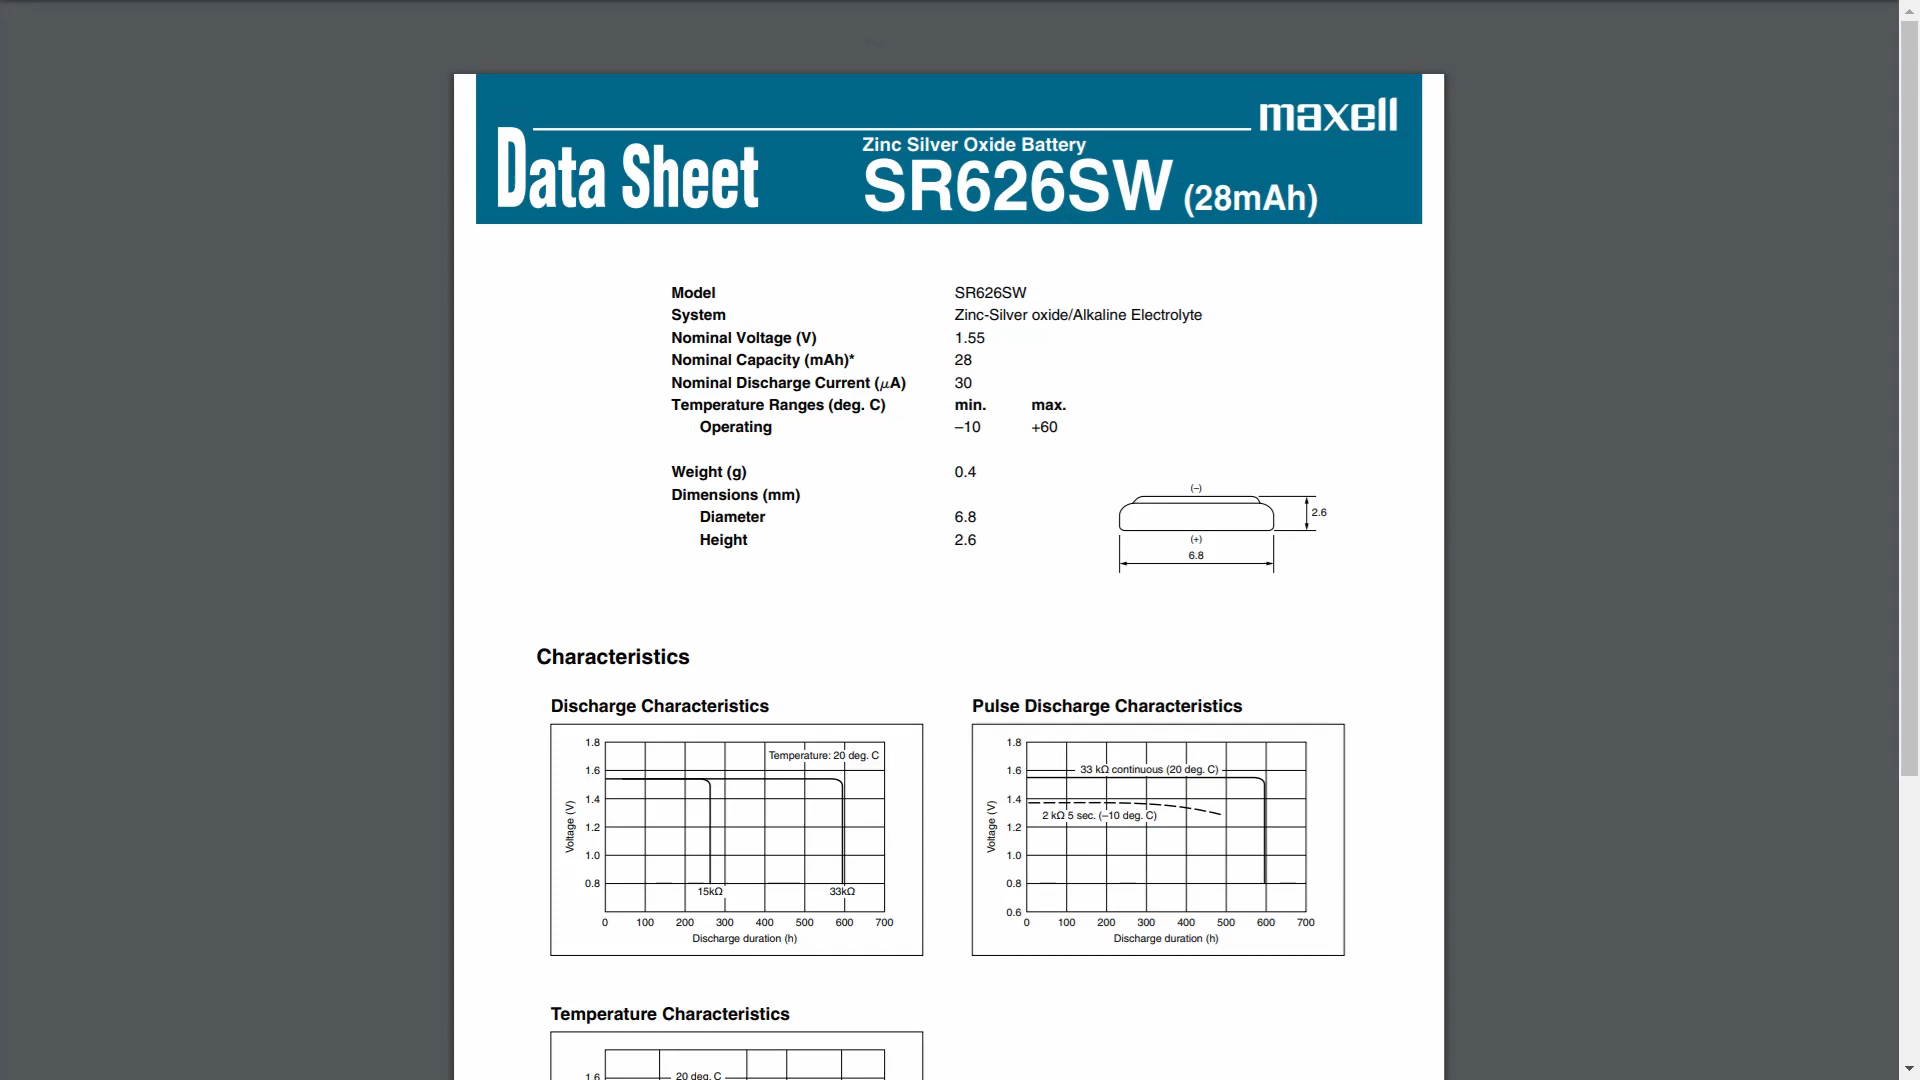 maxell
Data Sheet
Zinc Silver Oxide Battery
SR626SW (28mAh)
Model SR626SW
System Zinc-Silver oxide/Alkaline Electrolyte
Nominal Voltage (V) 1.55
Nominal Capacity (mAh)* 28
Nominal Discharge Current (μA) 30
Temperature Ranges (deg. C) min. max.
Operating –10 +60
Weight (g) 0.4
Dimensions (mm)
Diameter 6.8
Height 2.6
(–)
2.6
(+)
6.8
Characteristics
Discharge Characteristics
1.8
Temperature: 20 deg. C
1.6
1.4
1.2
1.0
0.8
15kΩ 33kΩ
0 100 200 300 400 500 600 700
Voltage (V)
Discharge duration (h)
Pulse Discharge Characteristics
1.8
1.6
33 kΩ continuous (20 deg. C)
1.4
2 kΩ 5 sec. (–10 deg. C)
1.2
1.0
0.8
0.6
0 100 200 300 400 500 600 700
Voltage (V)
Discharge duration (h)
Temperature Characteristics
1.6
20 deg. C